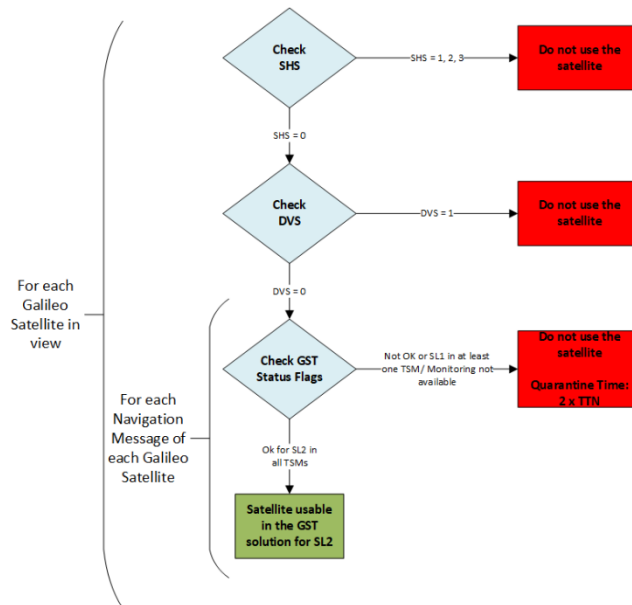 Check
SHS
SHS = 1, 2, 3
Do not use the
satellite
SHS = 0
Check
DVS
DVS = 1
Do not use the
satellite
DVS = 0
For each
Galileo
Satellite in
view
For each
Navigation
Message of
each Galileo
Satellite
Check GST
Status Flags
Not OK or SL1 in at least
one TSM/ Monitoring not
available
Do not use the
satellite
Quarantine Time:
2 x TTN
Ok for SL2 in
all TSMs
Satellite usable
in the GST
solution for SL2